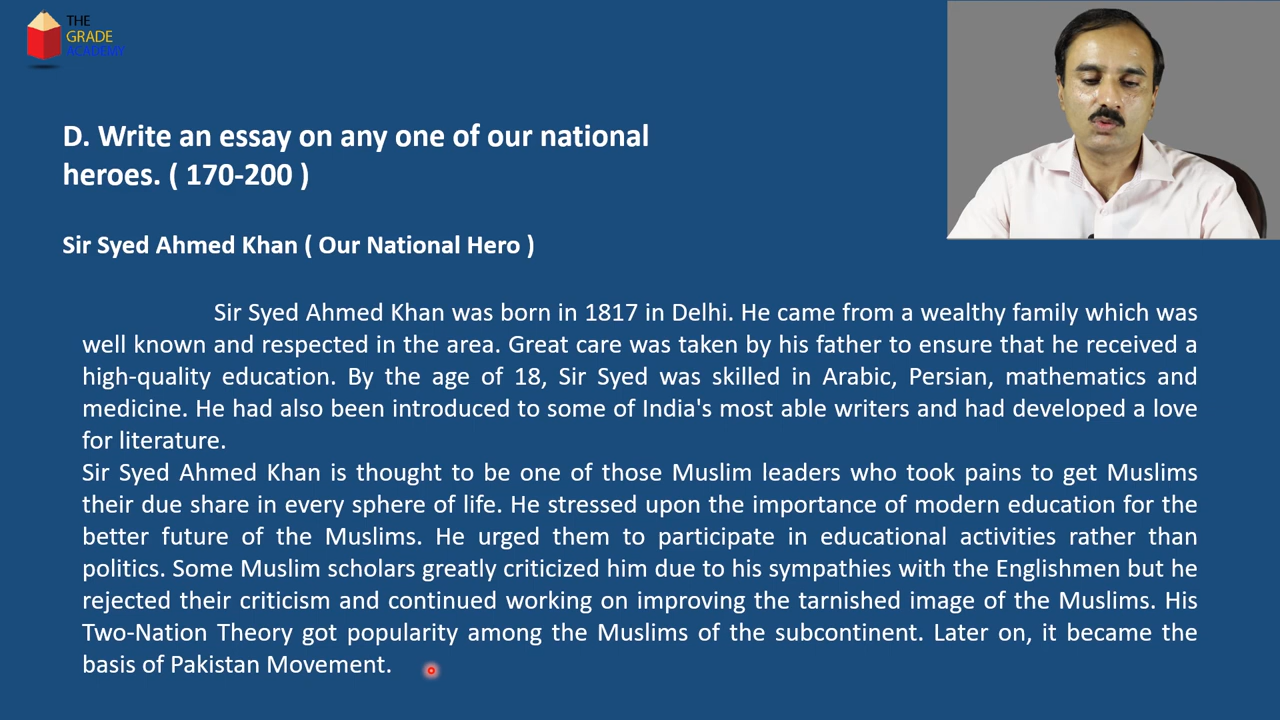 THE
GRADE
ACADEMY
D. Write an essay on any one of our national
heroes. ( 170-200 )
Sir Syed Ahmed Khan ( Our National Hero )
Sir Syed Ahmed Khan was born in 1817 in Delhi. He came from a wealthy family which was
well known and respected in the area. Great care was taken by his father to ensure that he received a
high-quality education. By the age of 18, Sir Syed was skilled in Arabic, Persian, mathematics and
medicine. He had also been introduced to some of India's most able writers and had developed a love
for literature.
Sir Syed Ahmed Khan is thought to be one of those Muslim leaders who took pains to get Muslims
their due share in every sphere of life. He stressed upon the importance of modern education for the
better future of the Muslims. He urged them to participate in educational activities rather than
politics. Some Muslim scholars greatly criticized him due to his sympathies with the Englishmen but he
rejected their criticism and continued working on improving the tarnished image of the Muslims. His
Two-Nation Theory got popularity among the Muslims of the subcontinent. Later on, it became the
basis of Pakistan Movement.